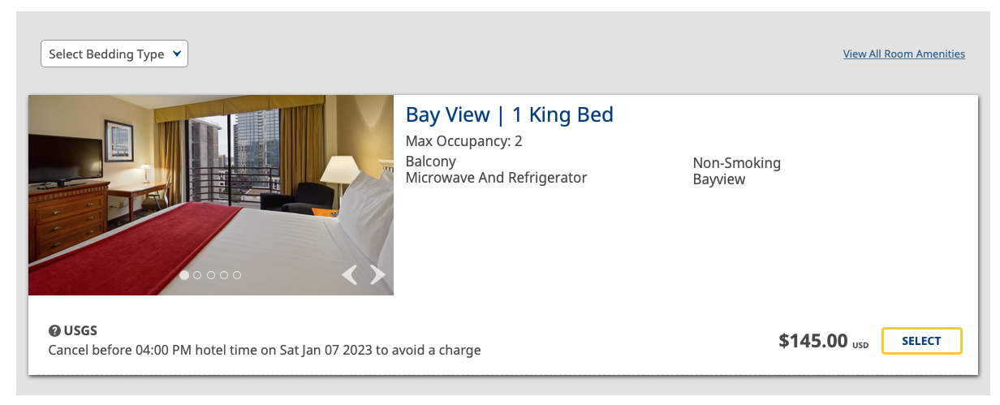 Select Bedding Type
View All Room Amenities
Bay View | 1 King Bed
Max Occupancy: 2
Balcony
Non-Smoking
Microwave And Refrigerator
Bayview
? USGS
Cancel before 04:00 PM hotel time on Sat Jan 07 2023 to avoid a charge
$145.00 USD
SELECT